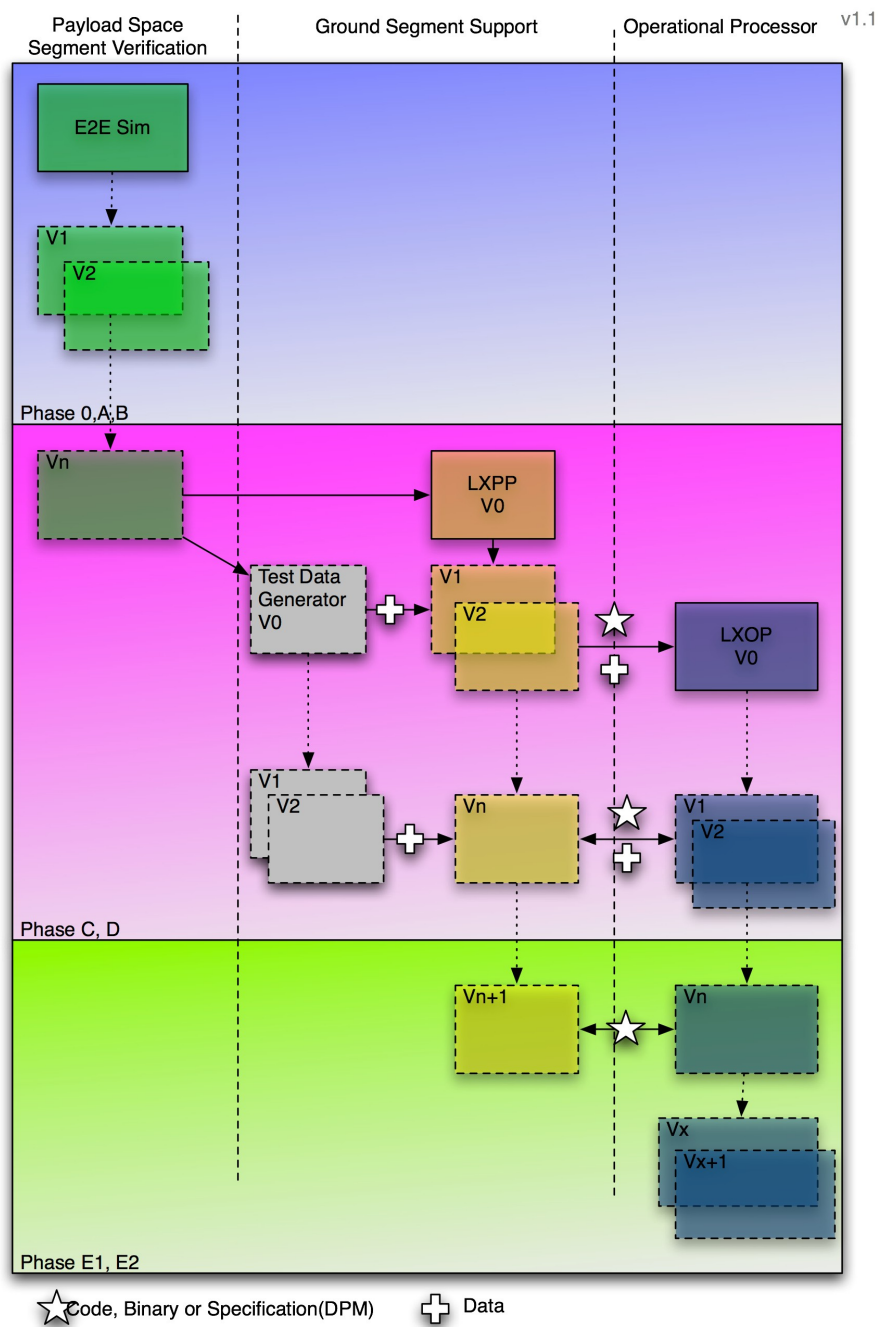 v1.1
Payload Space
Segment Verification
Ground Segment Support
Operational Processor
E2E Sim
V1
V2
Phase 0,A,B
Vn
LXPP
V0
Test Data
Generator
V0
V1
V2
LXOP
V0
V1
V2
Vn
V1
V2
Phase C, D
Vn+1
Vn
Vx
Vx+1
Phase E1, E2
Code, Binary or Specification(DPM)
Data